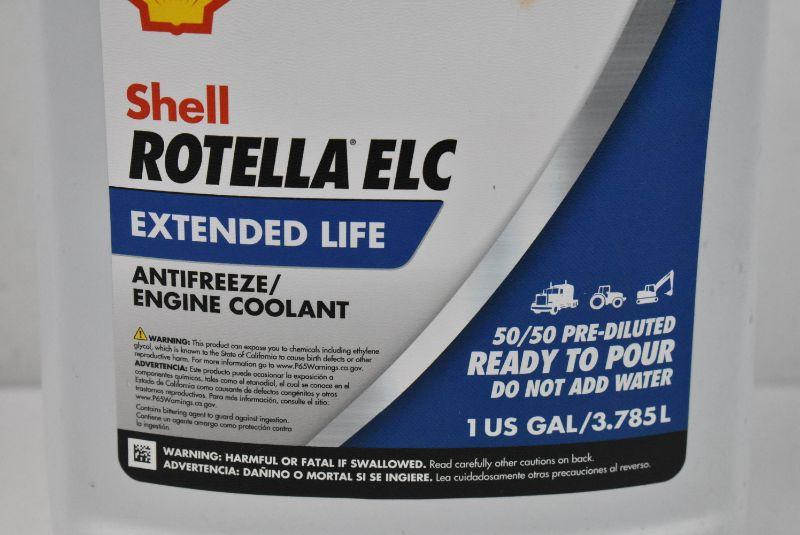 Shell
ROTELLA® ELC
EXTENDED LIFE
ANTIFREEZE/
ENGINE COOLANT
WARNING: This product can expose you to chemicals including ethylene
glycol, which is known to the State of California to cause birth defects or other
reproductive harm. For more information go to www.P65Warnings.ca.gov.
ADVERTENCIA: Este producto puede ocasionar la exposición a
componentes químicos, tales como el etanodiol, el cual se conoce en el
Estado de California como causante de defectos congénitos y otros
trastornos reproductivos. Para más información, consulte el sitio:
www.P65Warnings.ca.gov.
Contains bittering agent to guard against ingestion.
Contiene un agente amargo como protección contra
la ingestión.
50/50 PRE-DILUTED
READY TO POUR
DO NOT ADD WATER
1 US GAL/3.785L
WARNING: HARMFUL OR FATAL IF SWALLOWED. Read carefully other cautions on back.
ADVERTENCIA: DAÑINO O MORTAL SI SE INGIERE. Lea cuidadosamente otras precauciones al reverso.